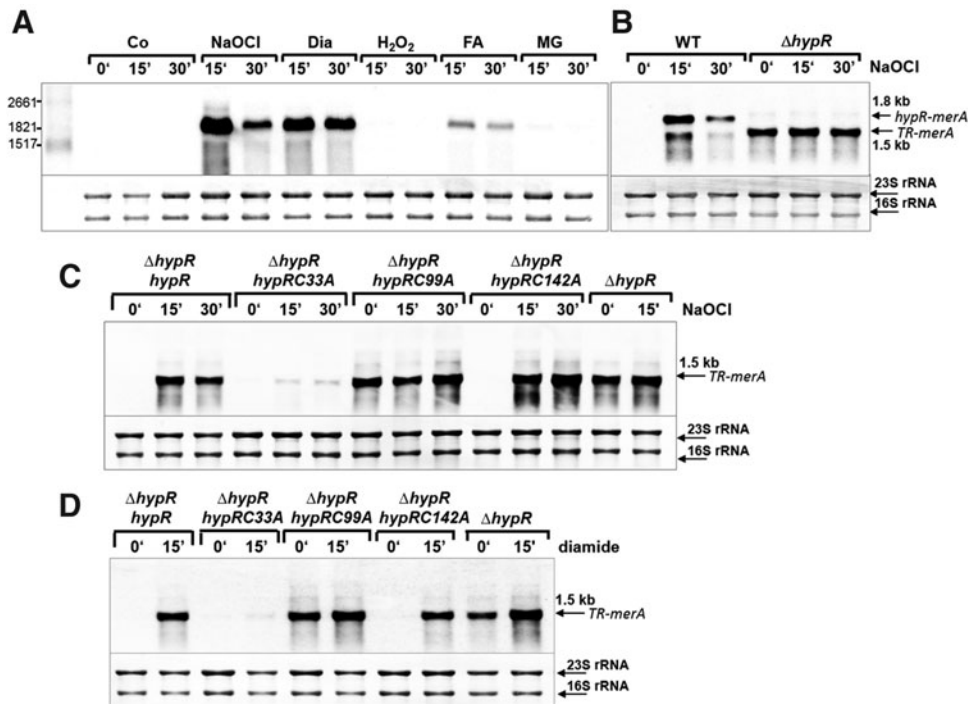 A
Co NaOCl Dia H₂O₂ FA MG
0‘ 15’ 30’ 15‘ 30’ 15’ 30’ 15’ 30’ 15’ 30’ 15’ 30’
2661
1821
1517
B
WT ΔhypR
0‘ 15‘ 30’ 0‘ 15‘ 30’ NaOCl
1.8 kb
hypR-merA
TR-merA
1.5 kb
23S rRNA
16S rRNA
C
ΔhypR ΔhypR ΔhypR ΔhypR
hypR hypRC33A hypRC99A hypRC142A ΔhypR
0‘ 15’ 30’ 0‘ 15’ 30’ 0‘ 15’ 30’ 0‘ 15’ 30’ 0‘ 15’ NaOCl
1.5 kb
TR-merA
23S rRNA
16S rRNA
D
ΔhypR ΔhypR ΔhypR ΔhypR
hypR hypRC33A hypRC99A hypRC142A ΔhypR
0‘ 15’ 0‘ 15’ 0‘ 15’ 0‘ 15’ 0‘ 15’ diamide
1.5 kb
TR-merA
23S rRNA
16S rRNA